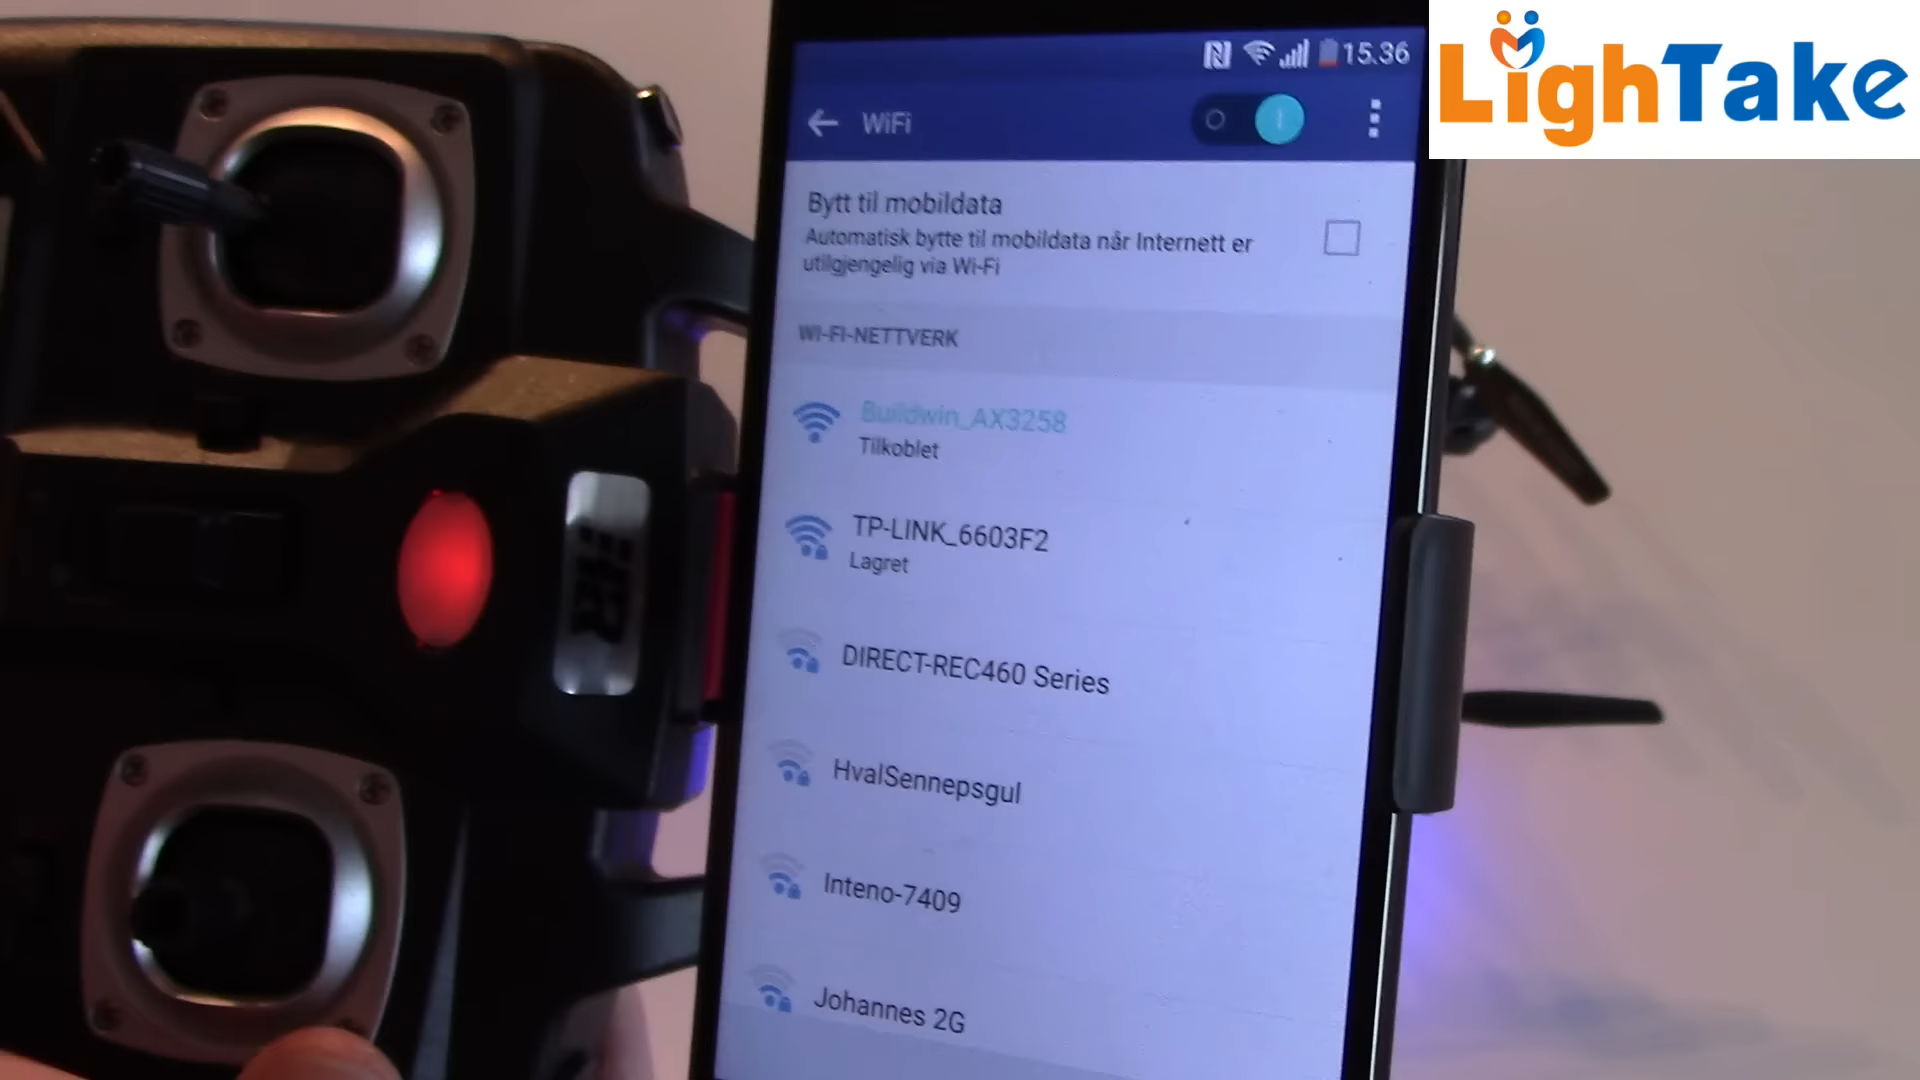 15.36
LighTake
WiFi
Bytt til mobildata
Automatisk bytte til mobildata når Internett er
utilgjengelig via Wi-Fi
WI-FI-NETTVERK
Buildwin_AX3258
Tilkoblet
TP-LINK_6603F2
Lagret
DIRECT-REC460 Series
HvalSennepsgul
Inteno-7409
Johannes 2G